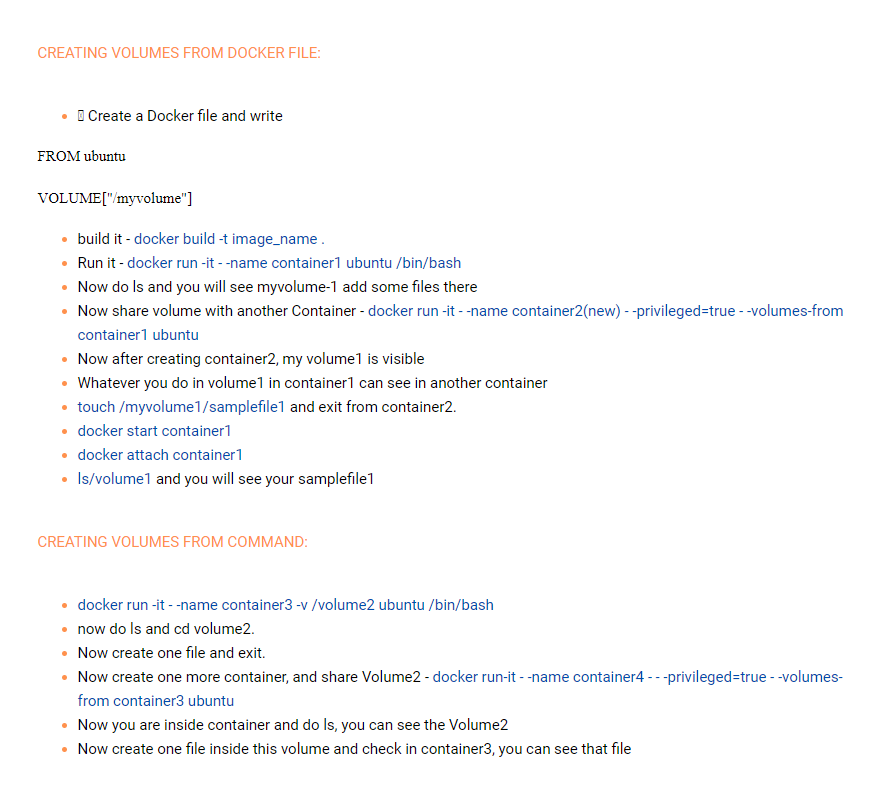 CREATING VOLUMES FROM DOCKER FILE:
• Create a Docker file and write
FROM ubuntu
VOLUME["/myvolume"]
• build it - docker build -t image_name .
• Run it - docker run -it - -name container1 ubuntu /bin/bash
• Now do ls and you will see myvolume-1 add some files there
• Now share volume with another Container - docker run -it - -name container2(new) - -privileged=true - -volumes-from
container1 ubuntu
• Now after creating container2, my volume1 is visible
• Whatever you do in volume1 in container1 can see in another container
• touch /myvolume1/samplefile1 and exit from container2.
• docker start container1
• docker attach container1
• ls/volume1 and you will see your samplefile1
CREATING VOLUMES FROM COMMAND:
• docker run -it - -name container3 -v /volume2 ubuntu /bin/bash
• now do ls and cd volume2.
• Now create one file and exit.
• Now create one more container, and share Volume2 - docker run-it - -name container4 - - -privileged=true - -volumes-
from container3 ubuntu
• Now you are inside container and do ls, you can see the Volume2
• Now create one file inside this volume and check in container3, you can see that file